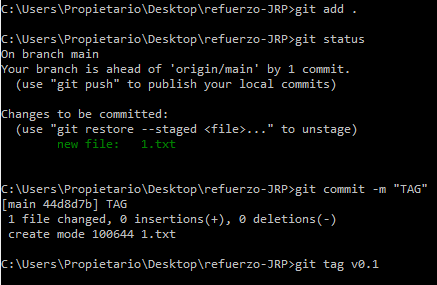 C:\Users\Propietario\Desktop\refuerzo-JRP>git add .
C:\Users\Propietario\Desktop\refuerzo-JRP>git status
On branch main
Your branch is ahead of 'origin/main' by 1 commit.
(use "git push" to publish your local commits)
Changes to be committed:
(use "git restore --staged <file>..." to unstage)
new file:   1.txt
C:\Users\Propietario\Desktop\refuerzo-JRP>git commit -m "TAG"
[main 44d8d7b] TAG
1 file changed, 0 insertions(+), 0 deletions(-)
create mode 100644 1.txt
C:\Users\Propietario\Desktop\refuerzo-JRP>git tag v0.1